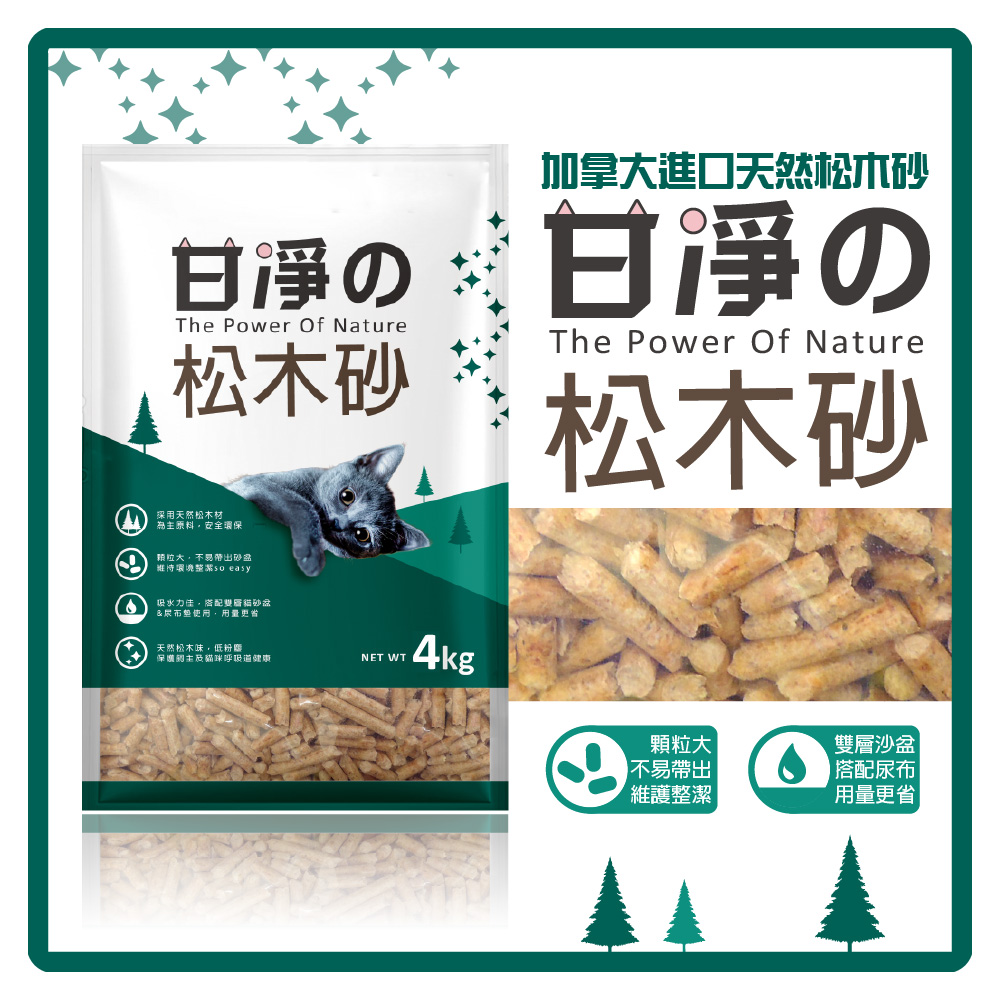 加拿大進口天然松木砂
甘淨の
The Power Of Nature
松木砂
甘淨の
The Power Of Nature
松木砂
採用天然松木材
為主原料，安全環保
顆粒大，不易帶出砂盆
維持環境整潔so easy
吸水力佳，搭配雙層貓砂盆
&尿布墊使用，用量更省
天然松木味，低粉塵
保護飼主及貓咪呼吸道健康
NET WT 4kg
顆粒大
不易帶出
維護整潔
雙層沙盆
搭配尿布
用量更省